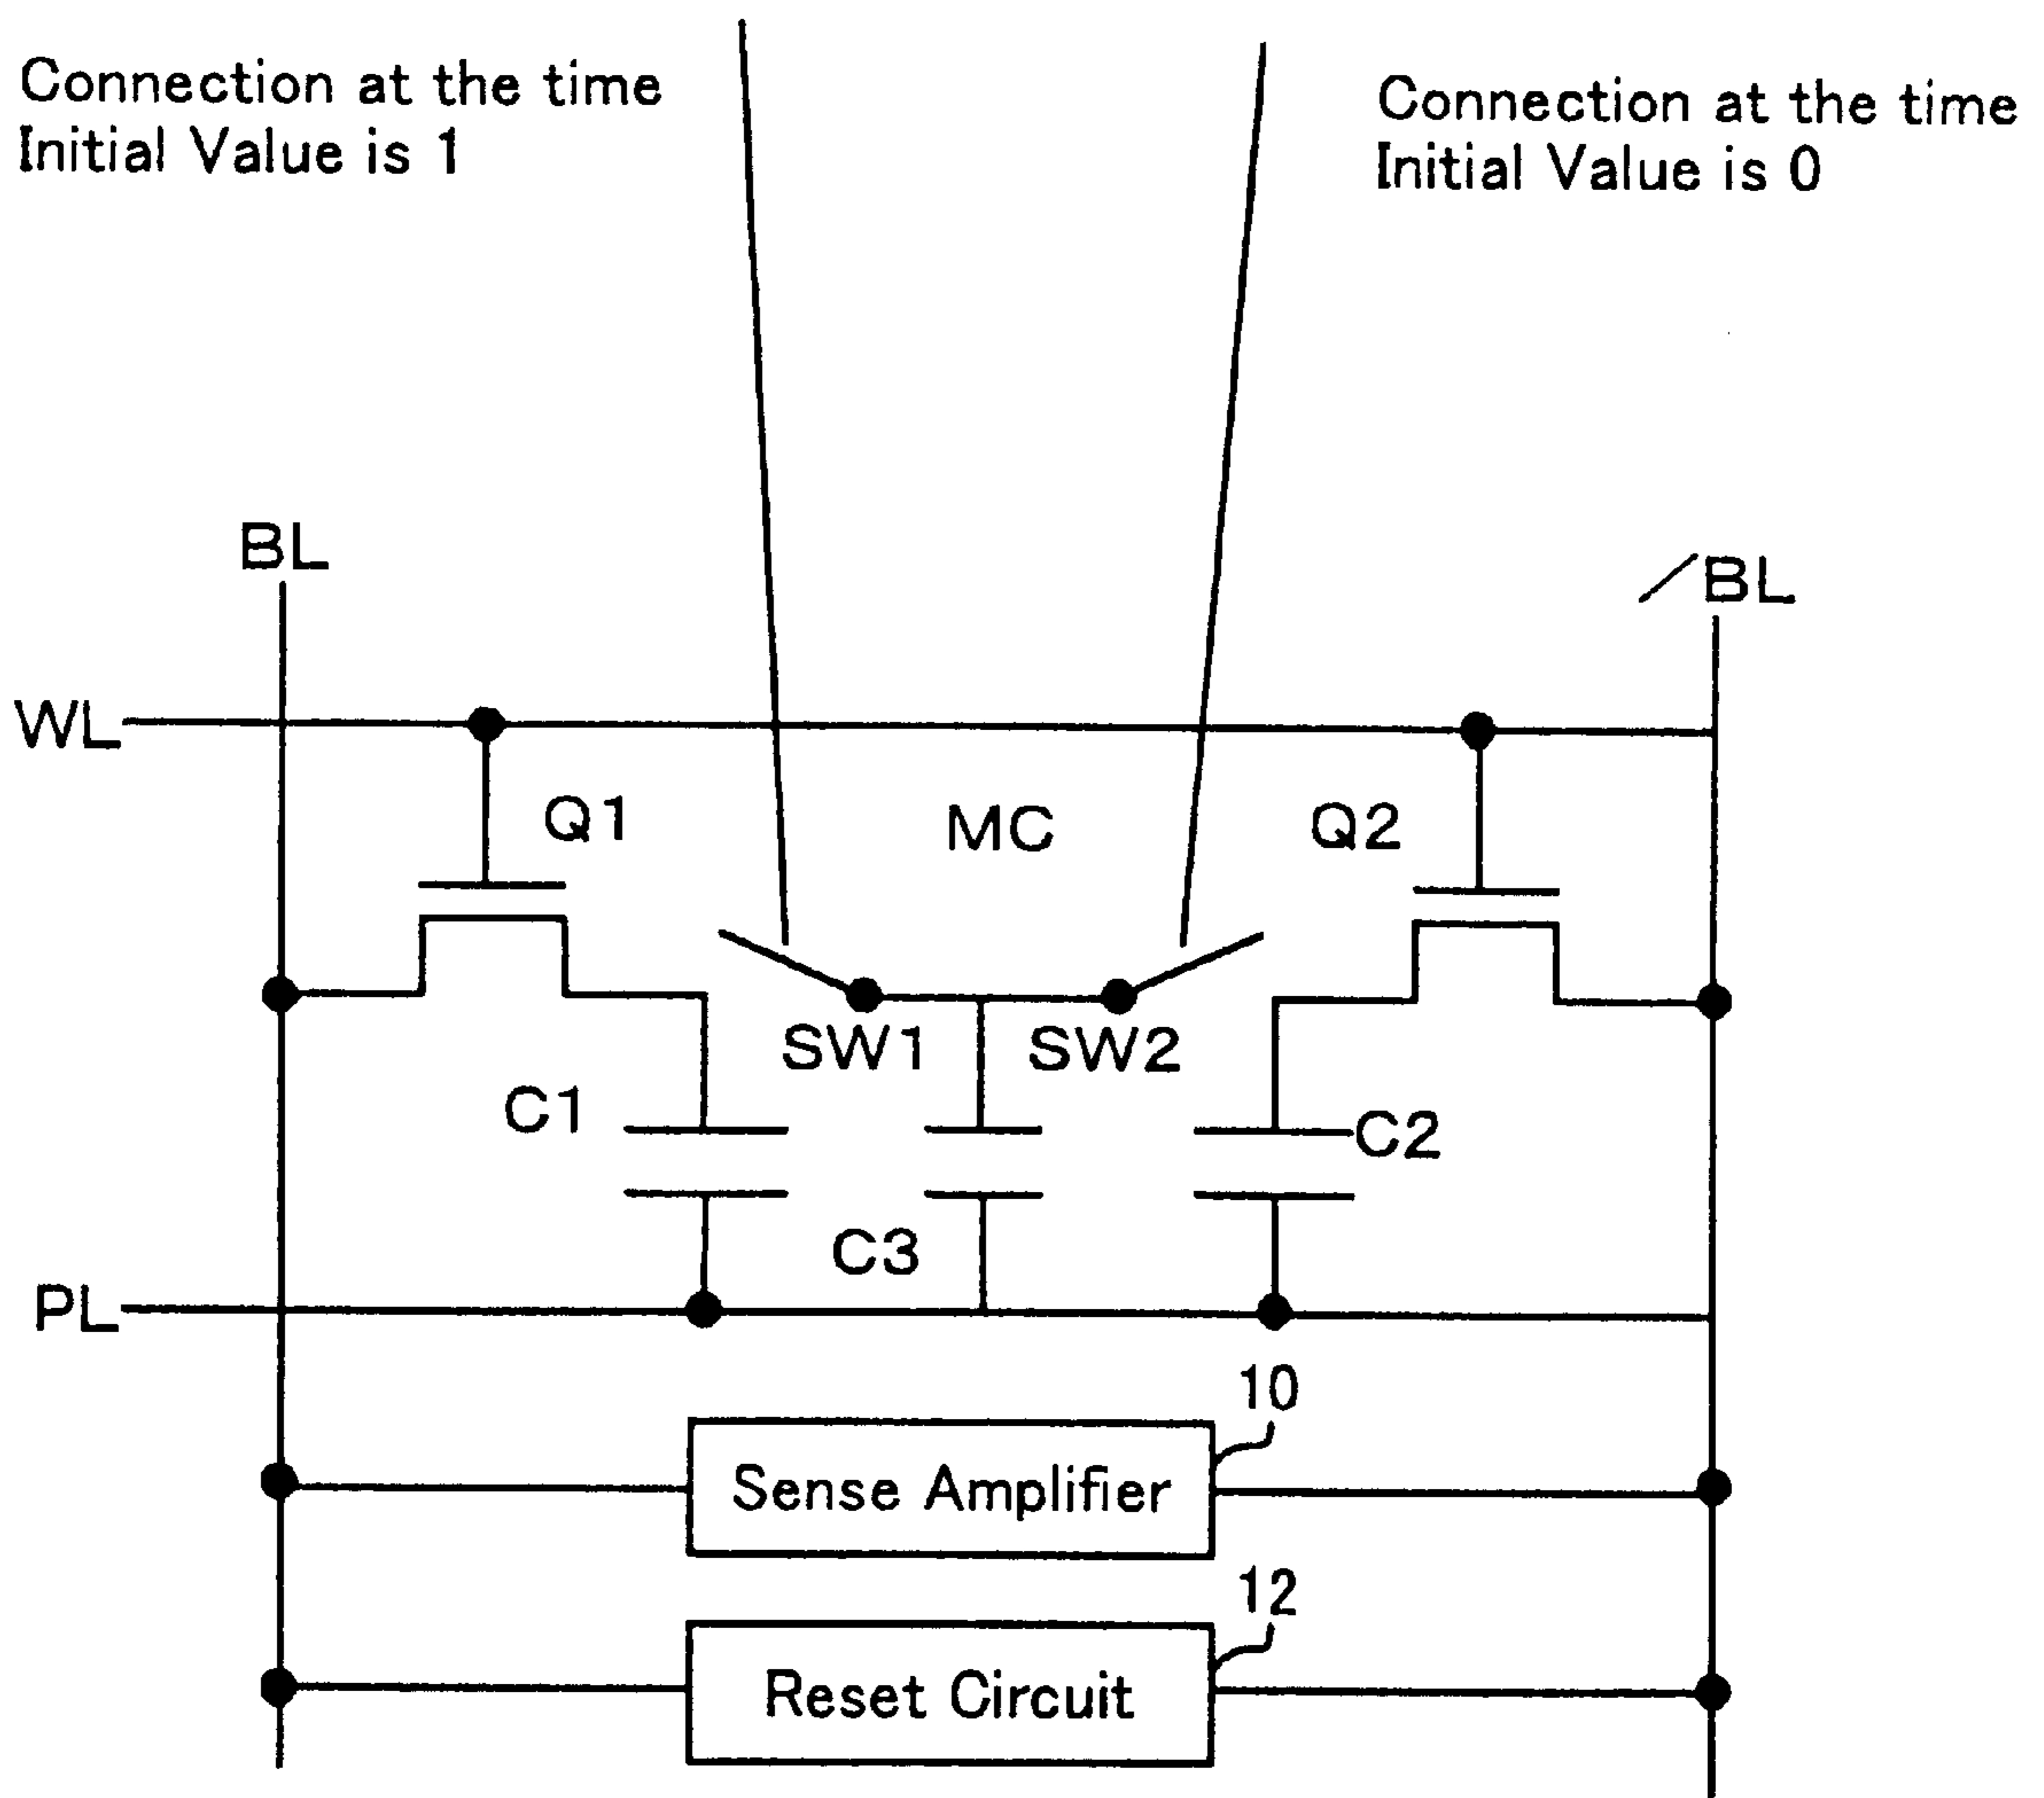 Connection at the time
Initial Value is 1
Connection at the time
Initial Value is 0
BL
/BL
WL
Q1
MC
Q2
SW1
SW2
C1
C2
C3
PL
10
Sense Amplifier
12
Reset Circuit